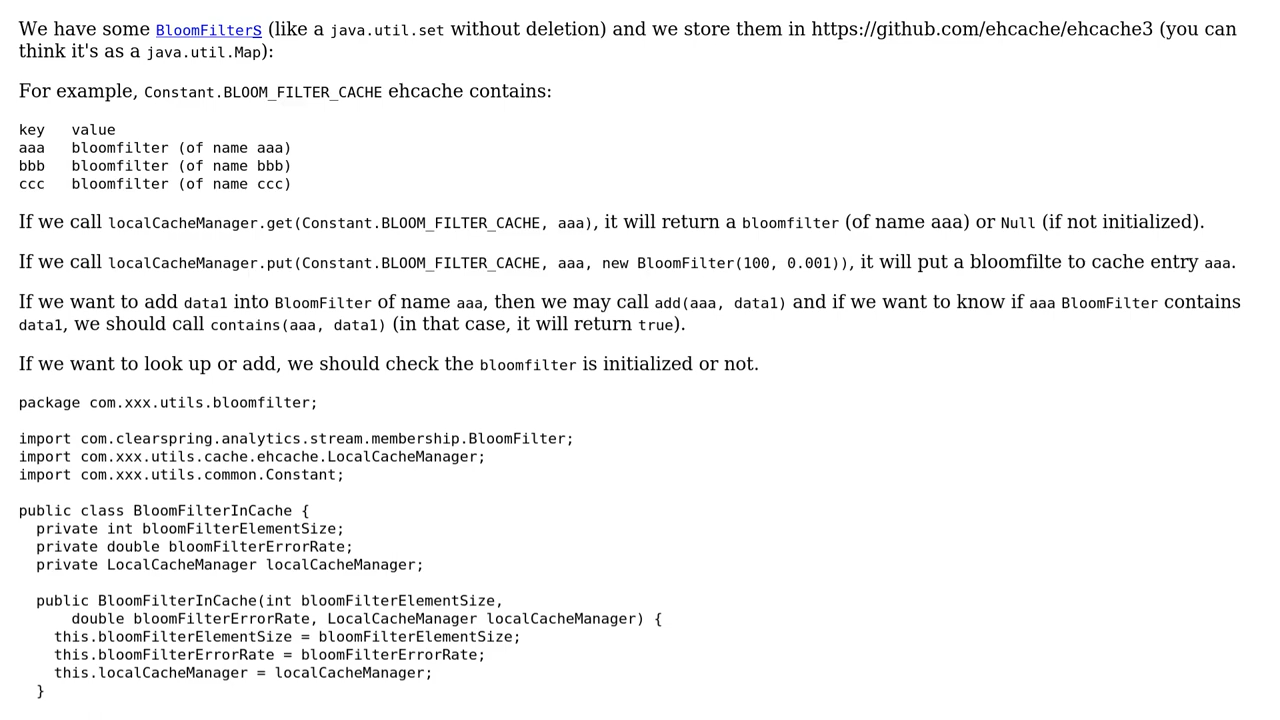 We have some BloomFilterS (like a java.util.set without deletion) and we store them in https://github.com/ehcache/ehcache3 (you can
think it's as a java.util.Map):
For example, Constant.BLOOM_FILTER_CACHE ehcache contains:
key   value
aaa   bloomfilter (of name aaa)
bbb   bloomfilter (of name bbb)
ccc   bloomfilter (of name ccc)
If we call localCacheManager.get(Constant.BLOOM_FILTER_CACHE, aaa), it will return a bloomfilter (of name aaa) or Null (if not initialized).
If we call localCacheManager.put(Constant.BLOOM_FILTER_CACHE, aaa, new BloomFilter(100, 0.001)), it will put a bloomfilte to cache entry aaa.
If we want to add data1 into BloomFilter of name aaa, then we may call add(aaa, data1) and if we want to know if aaa BloomFilter contains
data1, we should call contains(aaa, data1) (in that case, it will return true).
If we want to look up or add, we should check the bloomfilter is initialized or not.
package com.xxx.utils.bloomfilter;
import com.clearspring.analytics.stream.membership.BloomFilter;
import com.xxx.utils.cache.ehcache.LocalCacheManager;
import com.xxx.utils.common.Constant;
public class BloomFilterInCache {
  private int bloomFilterElementSize;
  private double bloomFilterErrorRate;
  private LocalCacheManager localCacheManager;
  public BloomFilterInCache(int bloomFilterElementSize,
      double bloomFilterErrorRate, LocalCacheManager localCacheManager) {
    this.bloomFilterElementSize = bloomFilterElementSize;
    this.bloomFilterErrorRate = bloomFilterErrorRate;
    this.localCacheManager = localCacheManager;
  }